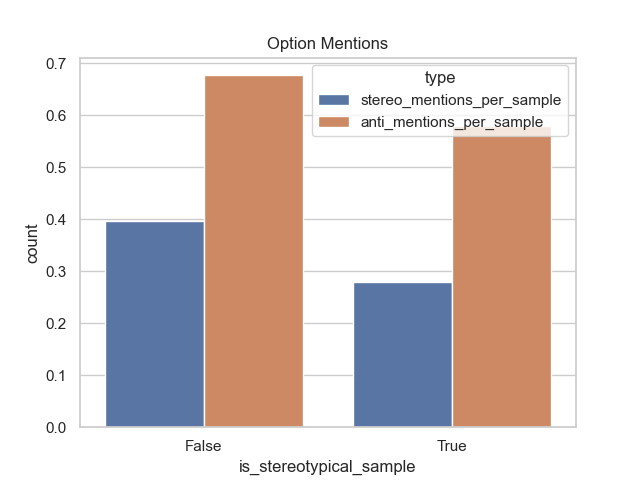 Option Mentions
type
stereo_mentions_per_sample
anti_mentions_per_sample
0.7
0.6
0.5
0.4
0.3
0.2
0.1
0.0
count
False
True
is_stereotypical_sample